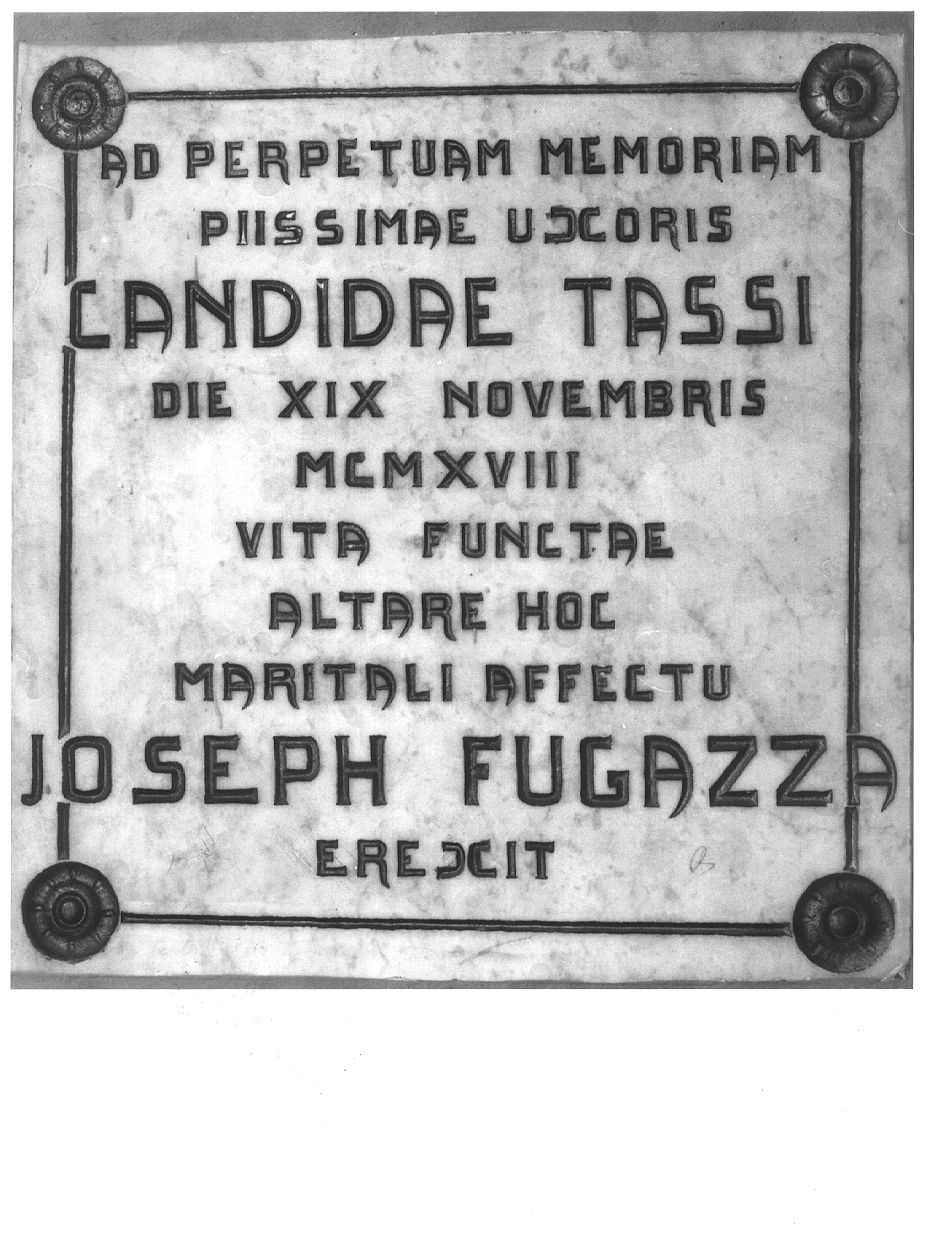 AD PERPETUAM MEMORIAM
PIISSIMAE UXORIS
CANDIDAE TASSI
DIE XIX NOVEMBRIS
MCMXVIII
VITA FUNCTAE
ALTARE HOC
MARITALI AFFECTU
JOSEPH FUGAZZA
EREXIT